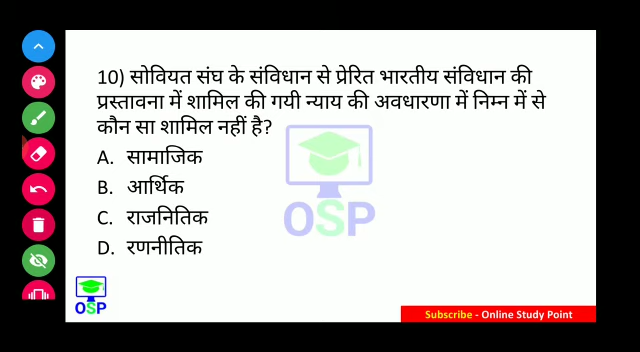 10) सोवियत संघ के संविधान से प्रेरित भारतीय संविधान की
प्रस्तावना में शामिल की गयी न्याय की अवधारणा में निम्न में से
कौन सा शामिल नहीं है?
A. सामाजिक
B. आर्थिक
C. राजनितिक
D. रणनीतिक
OSP
OSP
Subscribe - Online Study Point